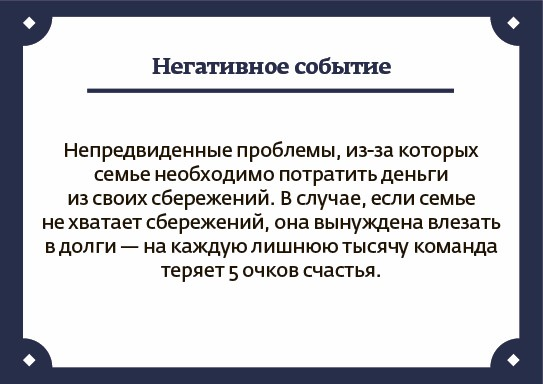 Негативное событие
Непредвиденные проблемы, из-за которых
семье необходимо потратить деньги
из своих сбережений. В случае, если семье
не хватает сбережений, она вынуждена влезать
в долги — на каждую лишнюю тысячу команда
теряет 5 очков счастья.